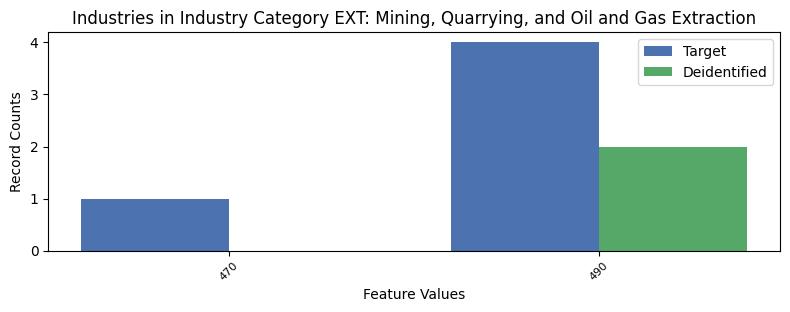 Industries in Industry Category EXT: Mining, Quarrying, and Oil and Gas Extraction
Target
Deidentified
Record Counts
4
3
2
1
0
470
490
Feature Values